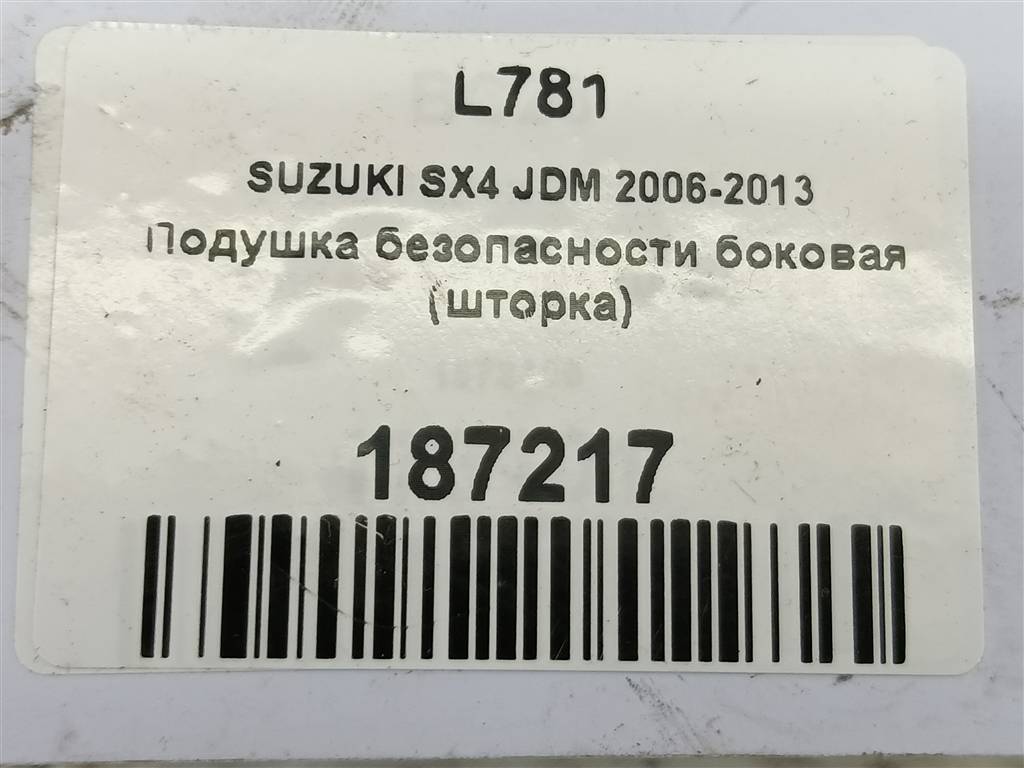 L781
SUZUKI SX4 JDM 2006-2013
Подушка безопасности боковая
(шторка)
187217